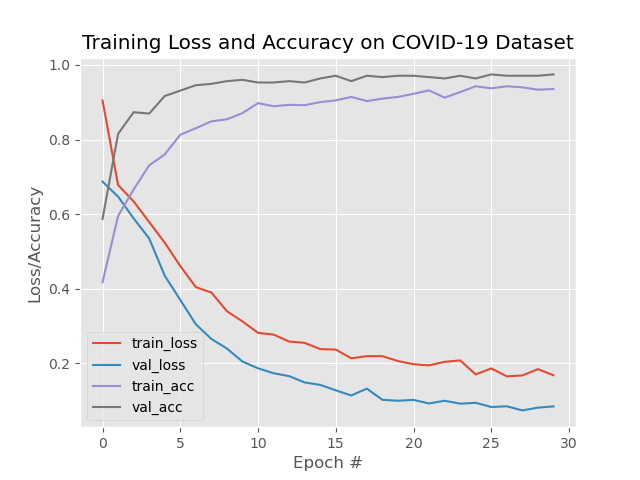 Training Loss and Accuracy on COVID-19 Dataset
1.0
0.8
0.6
0.4
0.2
Loss/Accuracy
train_loss
val_loss
train_acc
val_acc
0 5 10 15 20 25 30
Epoch #